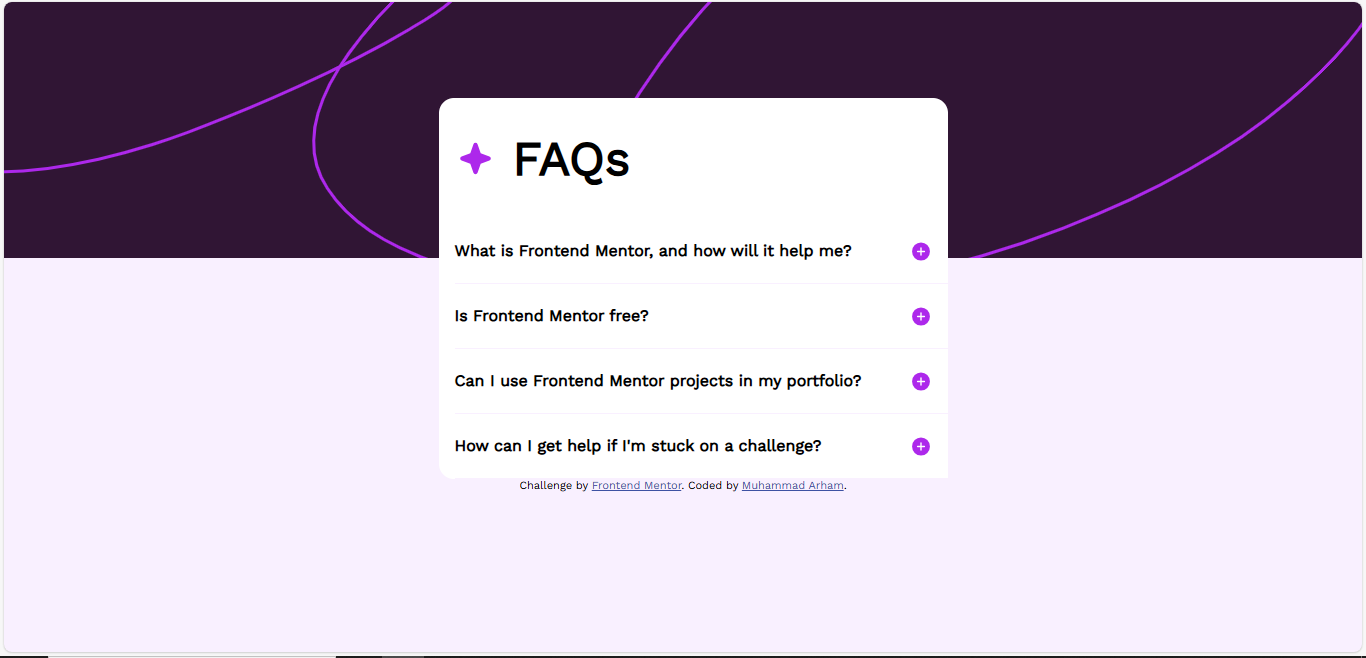 FAQs
What is Frontend Mentor, and how will it help me?
Is Frontend Mentor free?
Can I use Frontend Mentor projects in my portfolio?
How can I get help if I'm stuck on a challenge?
Challenge by Frontend Mentor. Coded by Muhammad Arham.